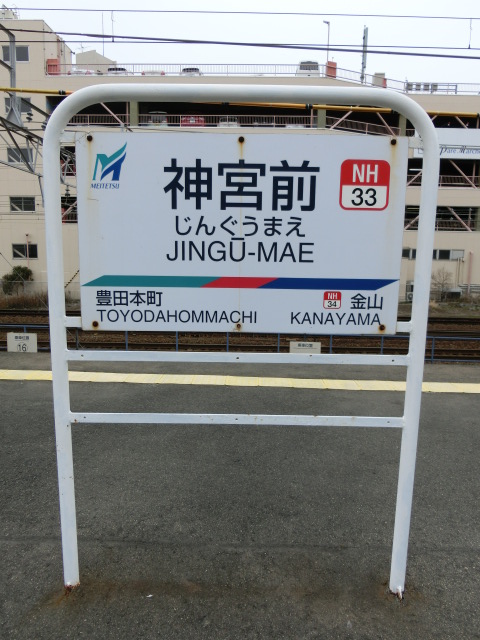 MEITETSU
神宮前
じんぐうまえ
JINGŪ-MAE
NH
33
豊田本町
TOYODAHOMMACHI
NH
34
金山
KANAYAMA
16